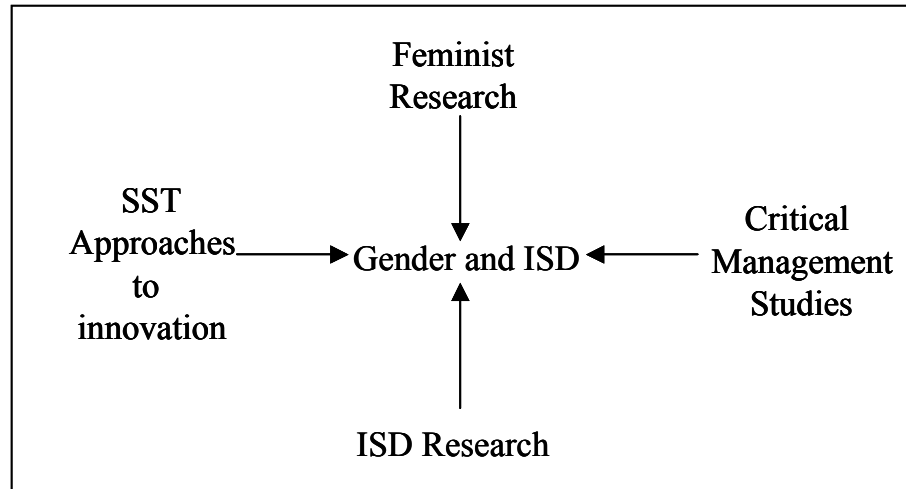 Feminist
Research
SST
Approaches
to
innovation
Gender and ISD
Critical
Management
Studies
ISD Research